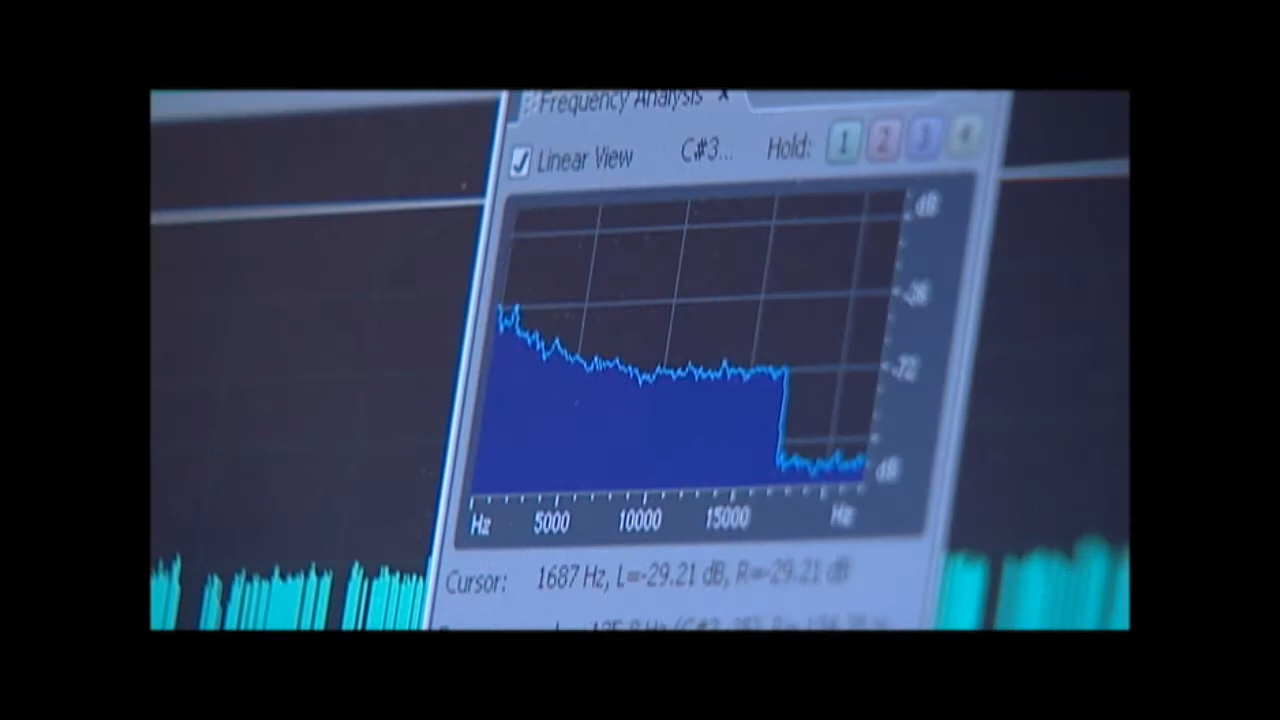 Frequency Analysis x
Linear View C#3... Hold: 1 2 3 4
dB
-36
-72
dB
Hz 5000 10000 15000 Hz
Cursor: 1687 Hz, L=-29.21 dB, R=-29.21 dB